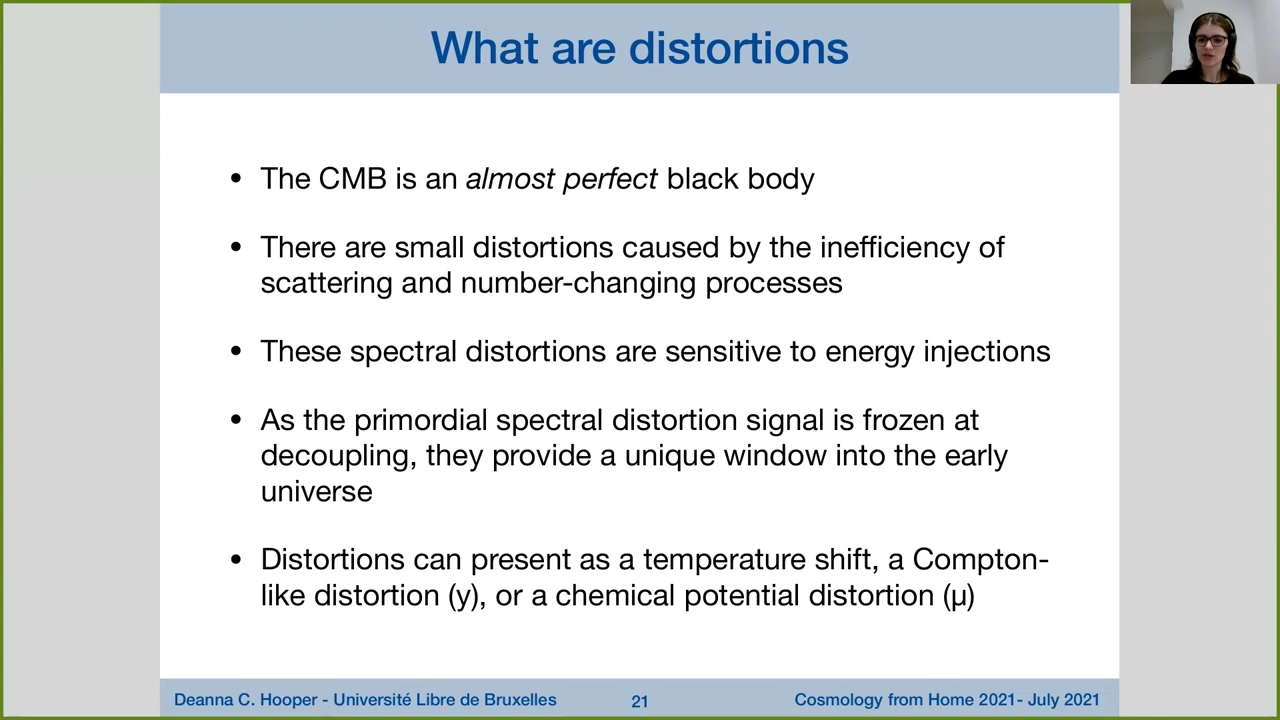 What are distortions
• The CMB is an almost perfect black body
• There are small distortions caused by the inefficiency of
scattering and number-changing processes
• These spectral distortions are sensitive to energy injections
• As the primordial spectral distortion signal is frozen at
decoupling, they provide a unique window into the early
universe
• Distortions can present as a temperature shift, a Compton-
like distortion (y), or a chemical potential distortion (μ)
Deanna C. Hooper - Université Libre de Bruxelles
21
Cosmology from Home 2021- July 2021